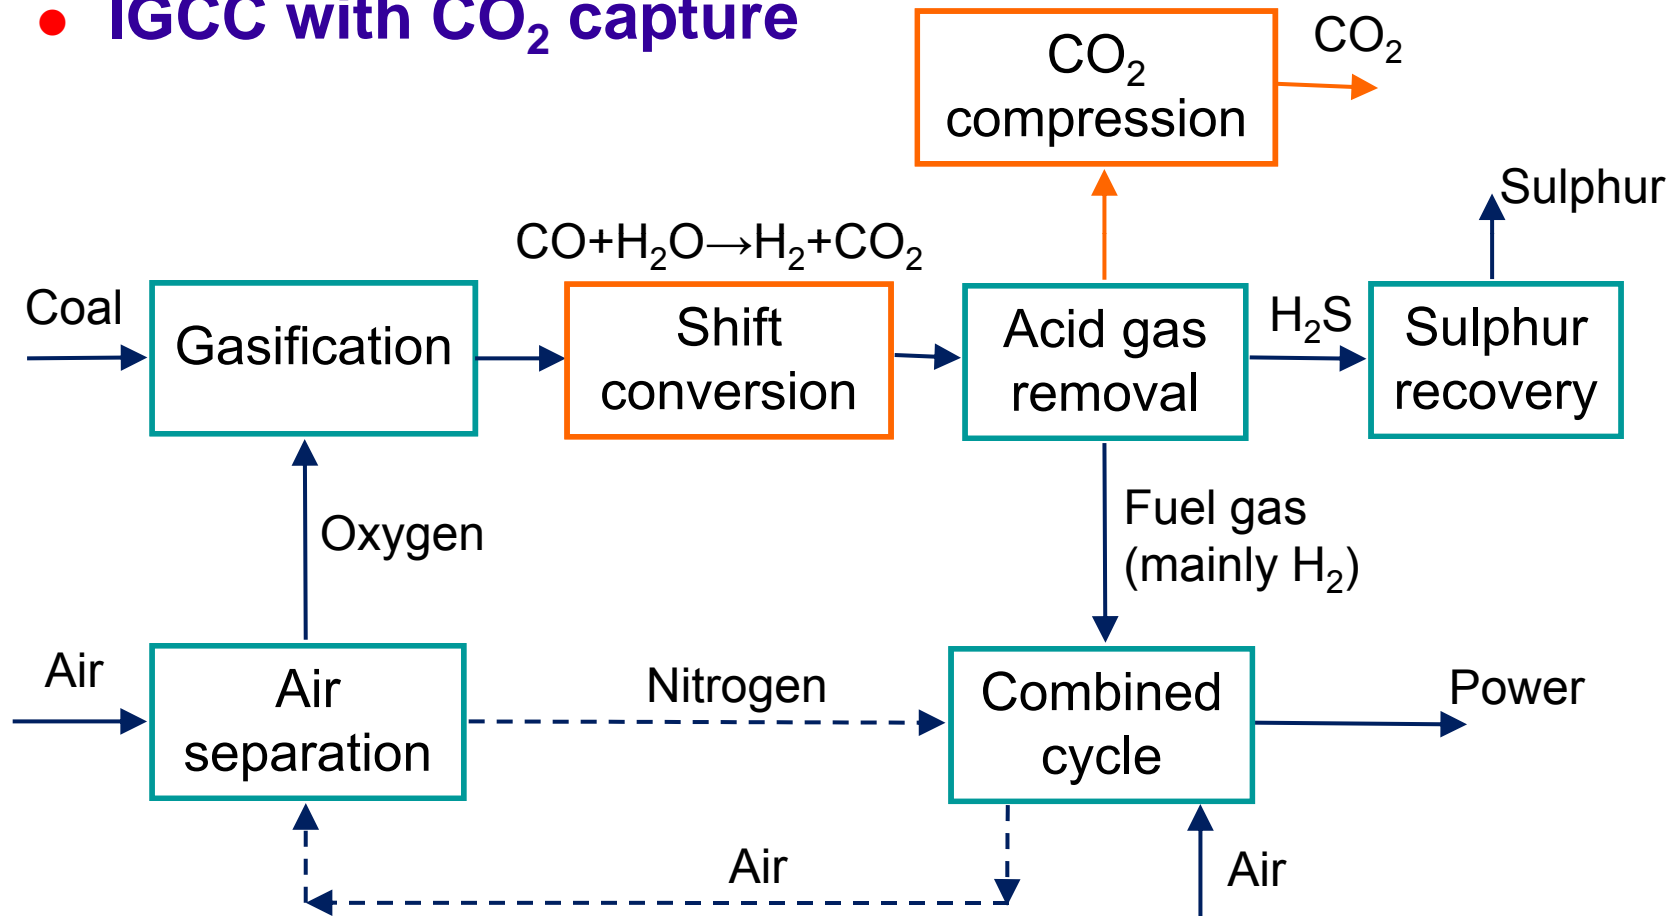 ● IGCC with CO₂ capture
CO₂
compression
CO₂
Sulphur
CO+H₂O→H₂+CO₂
Coal
Gasification
Shift
conversion
Acid gas
removal
H₂S
Sulphur
recovery
Oxygen
Fuel gas
(mainly H₂)
Air
Air
separation
Nitrogen
Combined
cycle
Power
Air
Air